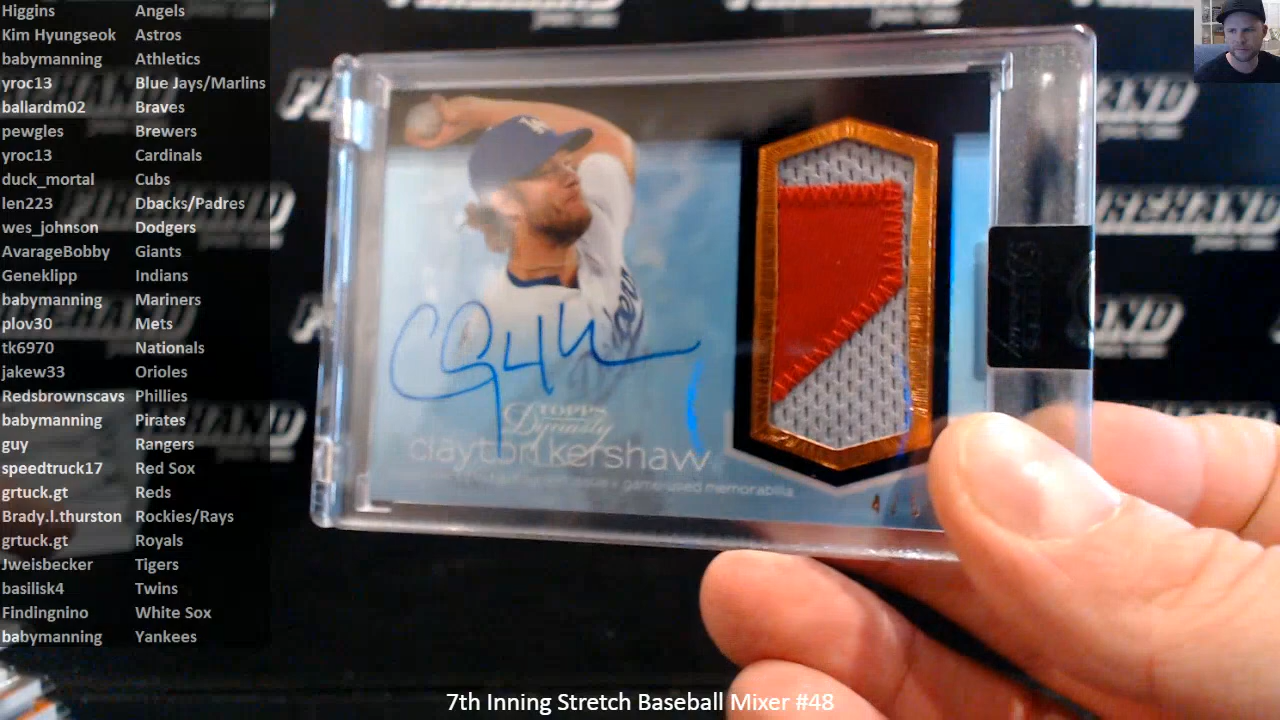 Higgins Angels
Kim Hyungseok Astros
babymanning Athletics
yroc13 Blue Jays/Marlins
ballardm02 Braves
pewgles Brewers
yroc13 Cardinals
duck_mortal Cubs
len223 Dbacks/Padres
wes_johnson Dodgers
AvarageBobby Giants
Geneklipp Indians
babymanning Mariners
plov30 Mets
tk6970 Nationals
jakew33 Orioles
Redsbrownscavs Phillies
babymanning Pirates
guy Rangers
speedtruck17 Red Sox
grtuck.gt Reds
Brady.l.thurston Rockies/Rays
grtuck.gt Royals
Jweisbecker Tigers
basilisk4 Twins
Findingnino White Sox
babymanning Yankees
TOPPS
Dynasty
clayton kershaw
game-used memorabilia
7th Inning Stretch Baseball Mixer #48